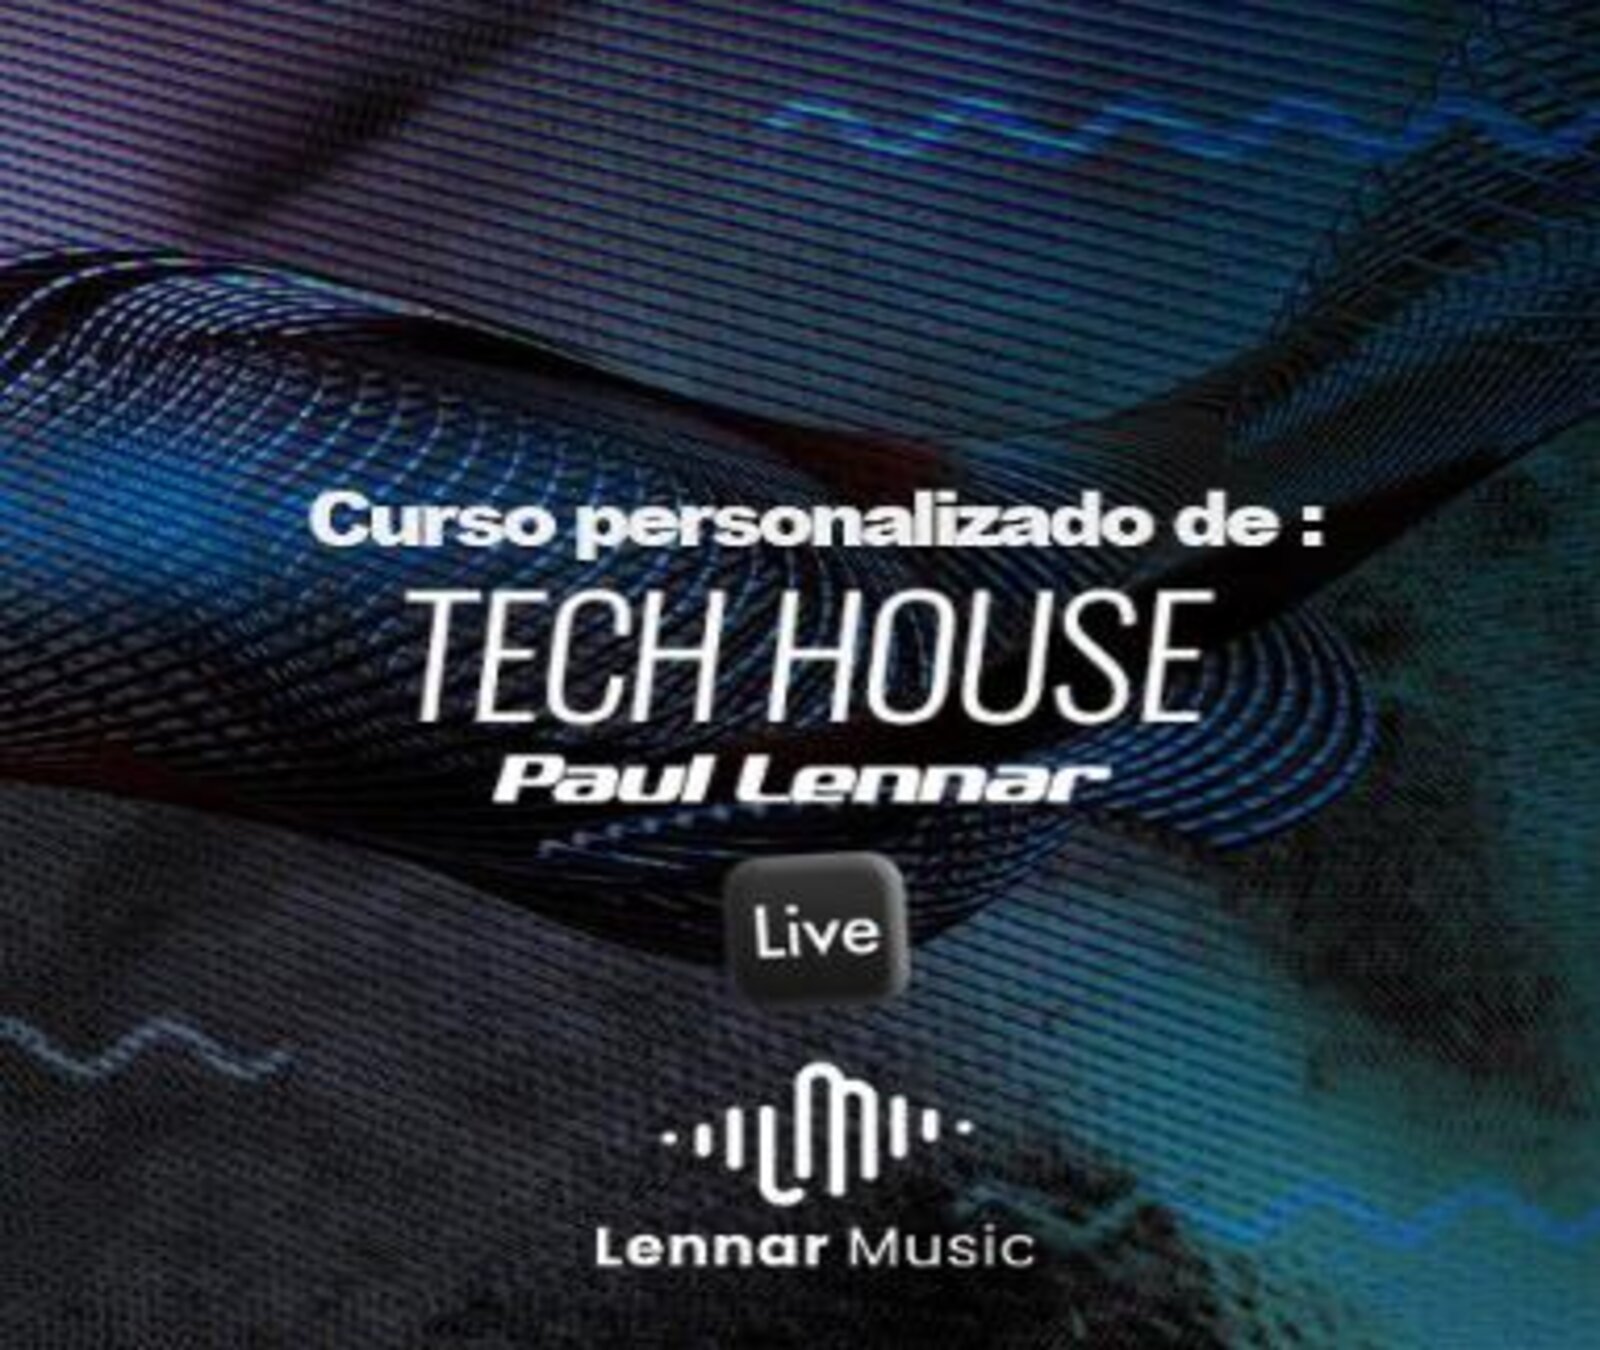 Curso personalizado de :
TECH HOUSE
Paul Lennar
Live
Lennar Music